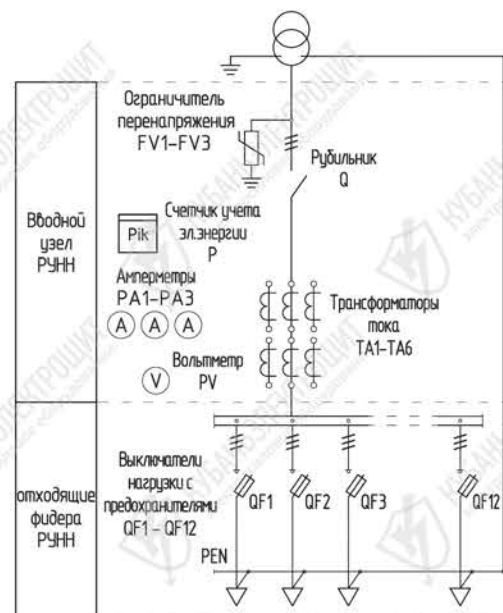 Ограничитель
перенапряжения
FV1-FV3
Рубильник
Q
Вводной
узел
РУНН
Pik
Счетчик учета
эл.энергии
P
Амперметры
PA1-PA3
A A A
Трансформаторы
тока
TA1-TA6
V
Вольтметр
PV
отходящие
фидера
РУНН
Выключатели
нагрузки с
предохранителями
QF1 - QF12
QF1
QF2
QF3
QF12
PEN
КУБАНЬЭЛЕКТРОЩИТ